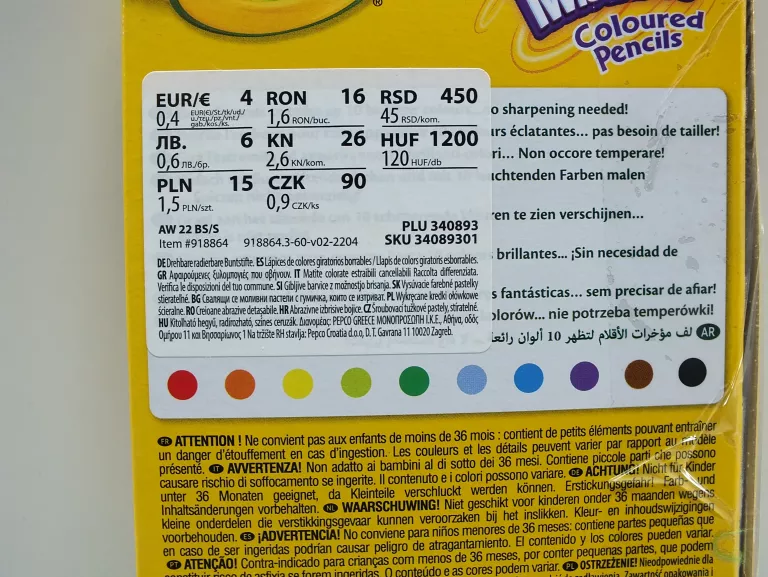 ®
Coloured
Pencils
EUR/€ 4 RON 16 RSD 450
0,4 EUR(€)/St./tk/ud./ 1,6 RON/buc. 45 RSD/kom.
ЛВ. 6 KN 26 HUF 1200
0,6 ЛВ./бр. 2,6 KN/kom. 120 HUF/db
PLN 15 CZK 90
1,5 PLN/szt. 0,9 CZK/ks
AW 22 BS/S PLU 340893
Item #918864 918864.3-60-v02-2204 SKU 34089301
DE Drehbare radierbare Buntstifte. ES Lápices de colores giratorios borrables / Llapis de colors giratoris esborrables.
GR Αφαιρούμενες ξυλομπογιές που σβήνουν. IT Matite colorate estraibili cancellabili Raccolta differenziata.
Verifica le disposizioni del tuo commune. SI Gibljive barvice z možnostjo brisanja. SK Vysúvacie farebné pastelky
stierateľné. BG Свалящи се моливни пастели с гумичка, които се изтриват. PL Wykręcane kredki ołówkowe
ścieralne. RO Creioane abrazive detașabile. HR Abrazivne izbrisive bojice. CZ Šroubovací tužkové pastely, stíratelné.
HU Kitolható hegyű, radírozható, színes ceruzák. Διανομέας: PEPCO GREECE ΜΟΝΟΠΡΟΣΩΠΗ Ι.Κ.Ε., Αθήνα, οδός
Ομήρου 11 και Βησσαρίωνος 1 Na tržište RH stavlja: Pepco Croatia d.o.o, D.T. Gavrana 11 10020 Zagreb.
o sharpening needed!
urs éclatantes... pas besoin de tailler!
ri... Non occore temperare!
uchtenden Farben malen
ren te zien verschijnen...
brillantes... ¡Sin necesidad de
s fantásticas... sem precisar de afiar!
olorów... nie potrzeba temperówki!
AR لف مؤخرات الأقلام لتظهر 10 ألوان رائعة
FR ATTENTION ! Ne convient pas aux enfants de moins de 36 mois : contient de petits éléments pouvant entraîner
un danger d'étouffement en cas d'ingestion. Les couleurs et les détails peuvent varier par rapport au modèle
présenté. IT AVVERTENZA! Non adatto ai bambini al di sotto dei 36 mesi. Contiene piccole parti che possono
causare rischio di soffocamento se ingerite. Il contenuto e i colori possono variare. DE ACHTUNG! Nicht für Kinder
unter 36 Monaten geeignet, da Kleinteile verschluckt werden können. Erstickungsgefahr! Farb- und
Inhaltsänderungen vorbehalten. NL WAARSCHUWING! Niet geschikt voor kinderen onder 36 maanden wegens
kleine onderdelen die verstikkingsgevaar kunnen veroorzaken bij het inslikken. Kleur- en inhoudswijzigingen
voorbehouden. ES ¡ADVERTENCIA! No conviene para niños menores de 36 meses: contiene partes pequeñas que
en caso de ser ingeridas podrían causar peligro de atragantamiento. El contenido y los colores pueden variar.
PT ATENÇÃO! Contra-indicado para crianças com menos de 36 meses, por conter pequenas partes, que podem
constituir risco de asfixia se forem ingeridas. O conteúdo e as cores podem variar. PL OSTRZEŻENIE! Nieodpowiednie dla